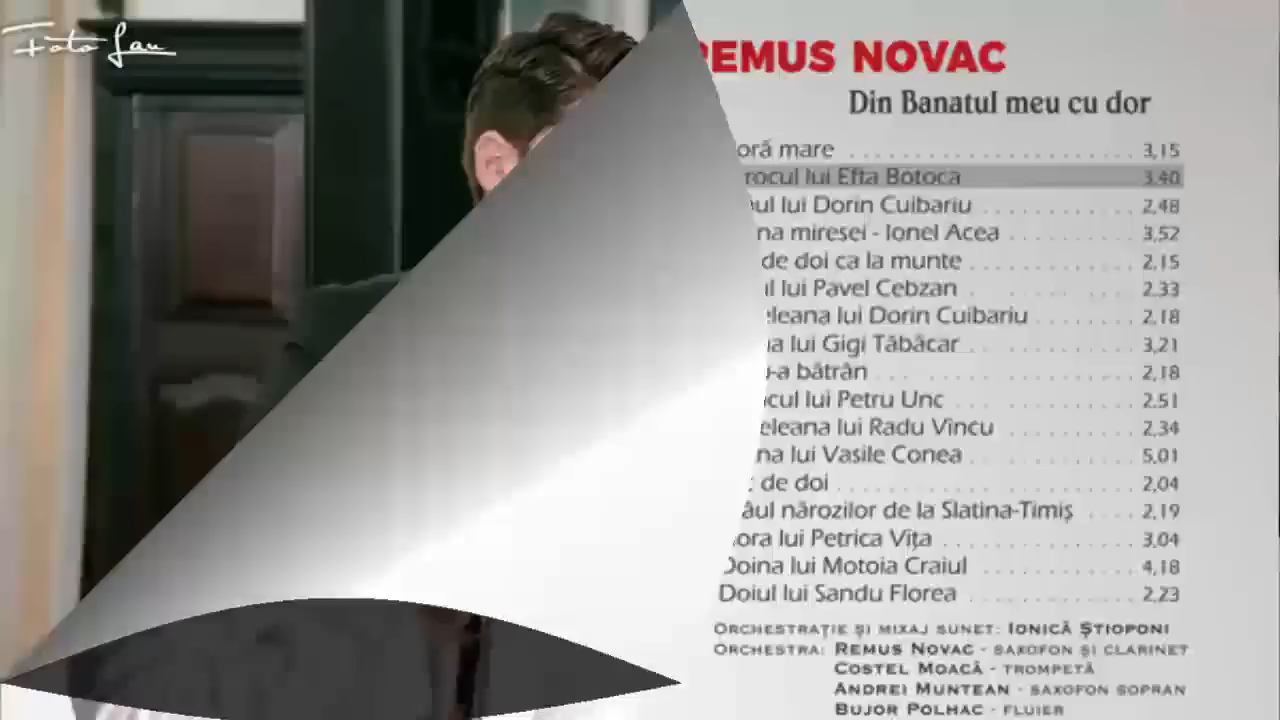 Foto Lau
REMUS NOVAC
Din Banatul meu cu dor
oră mare 3,15
rocul lui Efta Botoca 3,40
ul lui Dorin Cuibariu 2,48
na miresei - Ionel Acea 3,52
de doi ca la munte 2,15
ul lui Pavel Cebzan 2,33
eleana lui Dorin Cuibariu 2,18
na lui Gigi Tăbăcar 3,21
-a bătrân 2,18
cul lui Petru Unc 2,51
eleana lui Radu Vincu 2,34
na lui Vasile Conea 5,01
de doi 2,04
âul nărozilor de la Slatina-Timiș 2,19
ora lui Petrica Vița 3,04
Doina lui Motoia Craiul 4,18
Doiul lui Sandu Florea 2,23
ORCHESTRAȚIE ȘI MIXAJ SUNET: IONICĂ ȘTIOPONI
ORCHESTRA: REMUS NOVAC - SAXOFON ȘI CLARINET
COSTEL MOACĂ - TROMPETĂ
ANDREI MUNTEAN - SAXOFON SOPRAN
BUJOR POLHAC - FLUIER